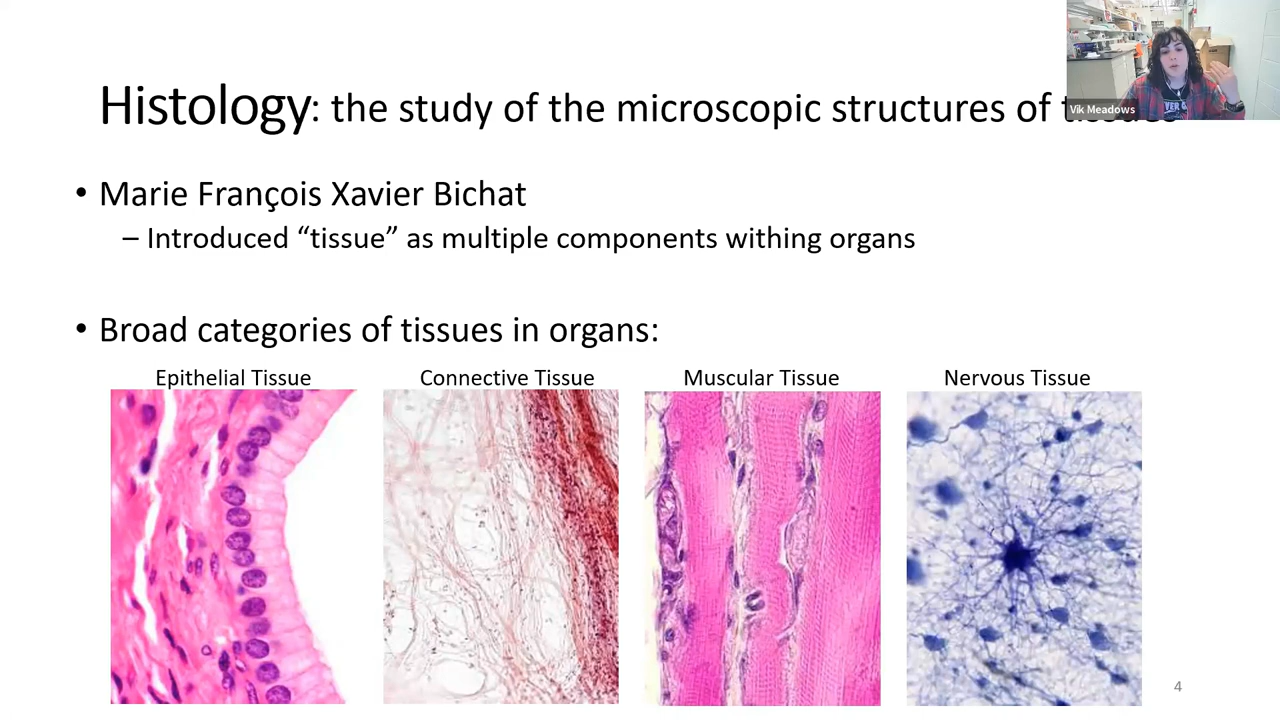 Histology: the study of the microscopic structures of
Vik Meadows
• Marie François Xavier Bichat
– Introduced “tissue” as multiple components withing organs
• Broad categories of tissues in organs:
Epithelial Tissue
Connective Tissue
Muscular Tissue
Nervous Tissue
4